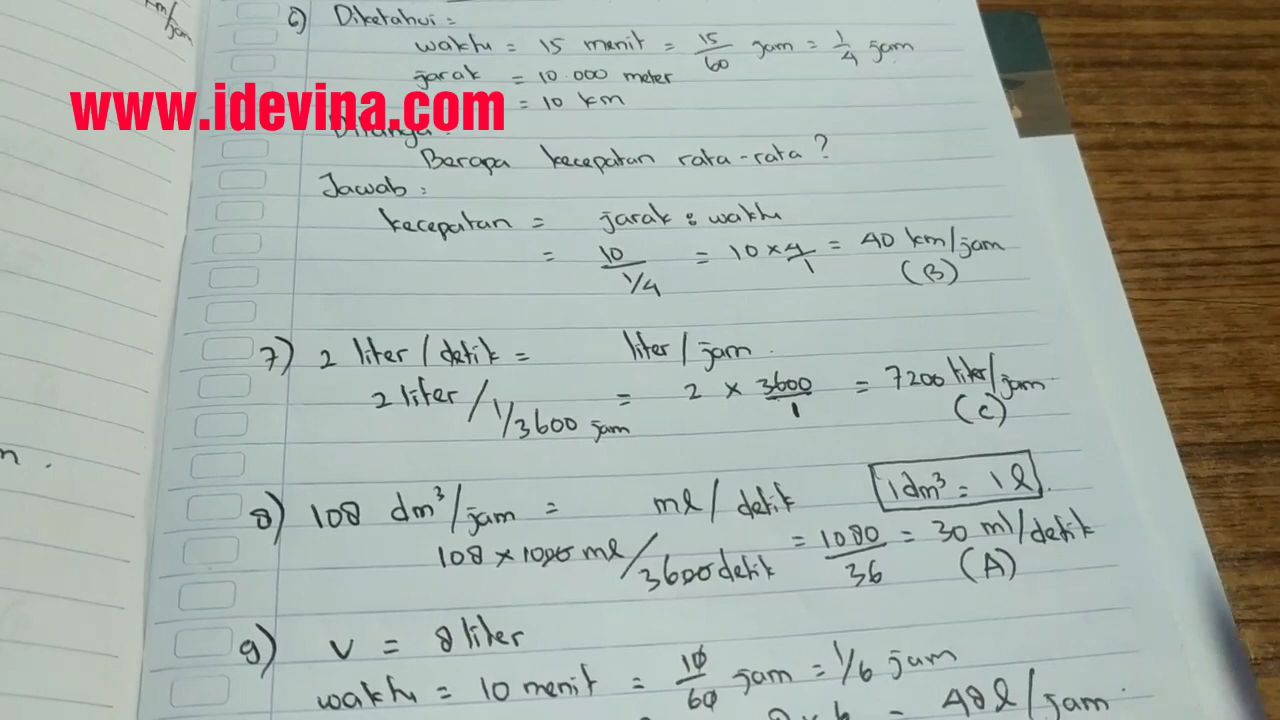 km/jam
6) Diketahui =
waktu = 15 menit = 15/60 jam = 1/4 jam
jarak = 10.000 meter
= 10 km
www.idevina.com
Ditanya :
Berapa kecepatan rata-rata ?
Jawab :
kecepatan = jarak : waktu
= 10 / 1/4 = 10 × 4/1 = 40 km/jam
(B)
7) 2 liter / detik = liter / jam.
2 liter / 1/3600 jam = 2 × 3600/1 = 7200 liter/jam
(C)
8) 108 dm³/jam = ml / detik 1 dm³ = 1 l.
108 × 1000 ml / 3600 detik = 1080/36 = 30 ml/detik
(A)
9) V = 8 liter
waktu = 10 menit = 10/60 jam = 1/6 jam
= 48 l/jam.